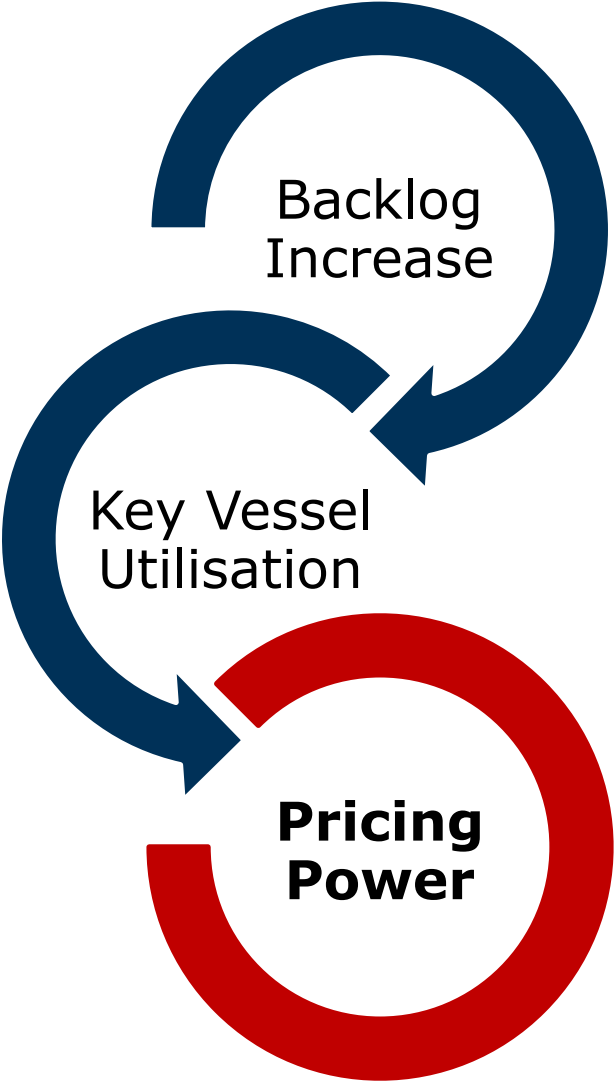 Backlog
Increase
Key Vessel
Utilisation
Pricing
Power